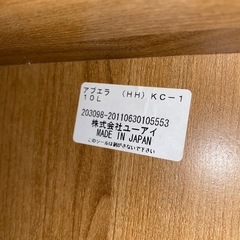 アブエラ (HH) KC-1
10L
203098-20110630105553
株式会社ユーアイ
MADE IN JAPAN
このシールは剥がさないで下さい